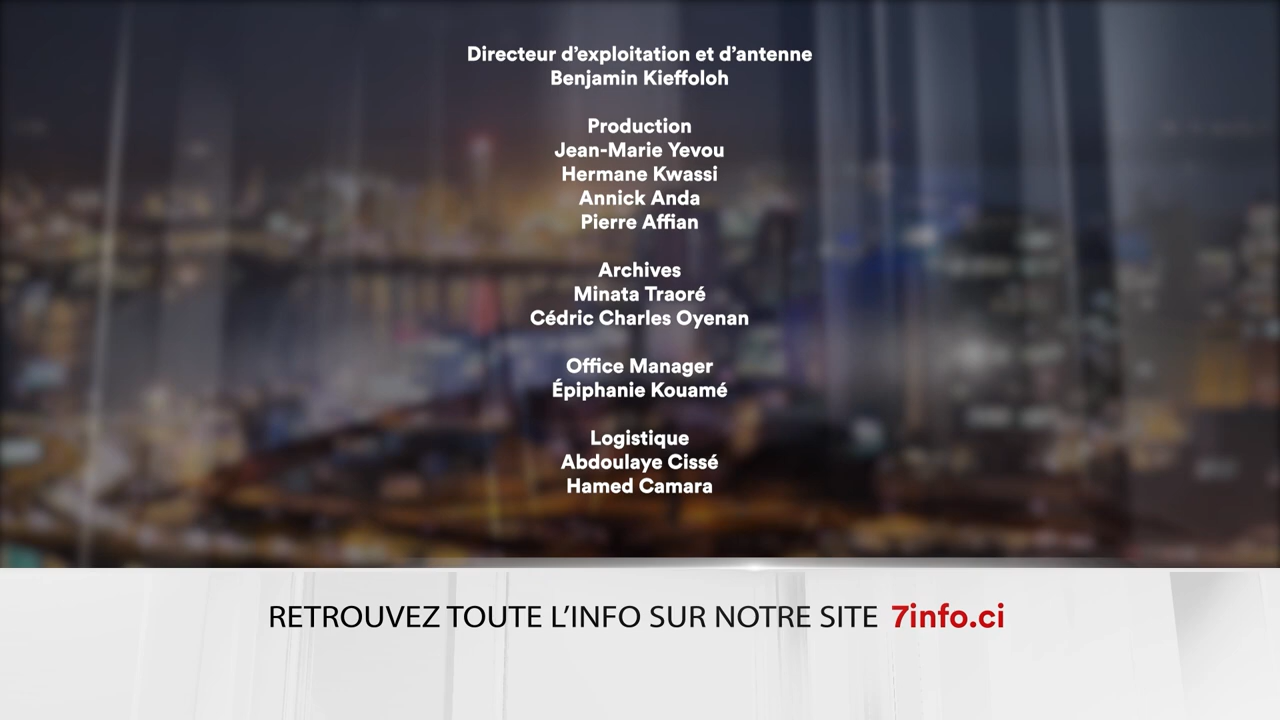 Directeur d’exploitation et d’antenne
Benjamin Kieffoloh
Production
Jean-Marie Yevou
Hermane Kwassi
Annick Anda
Pierre Affian
Archives
Minata Traoré
Cédric Charles Oyenan
Office Manager
Épiphanie Kouamé
Logistique
Abdoulaye Cissé
Hamed Camara
RETROUVEZ TOUTE L’INFO SUR NOTRE SITE 7info.ci